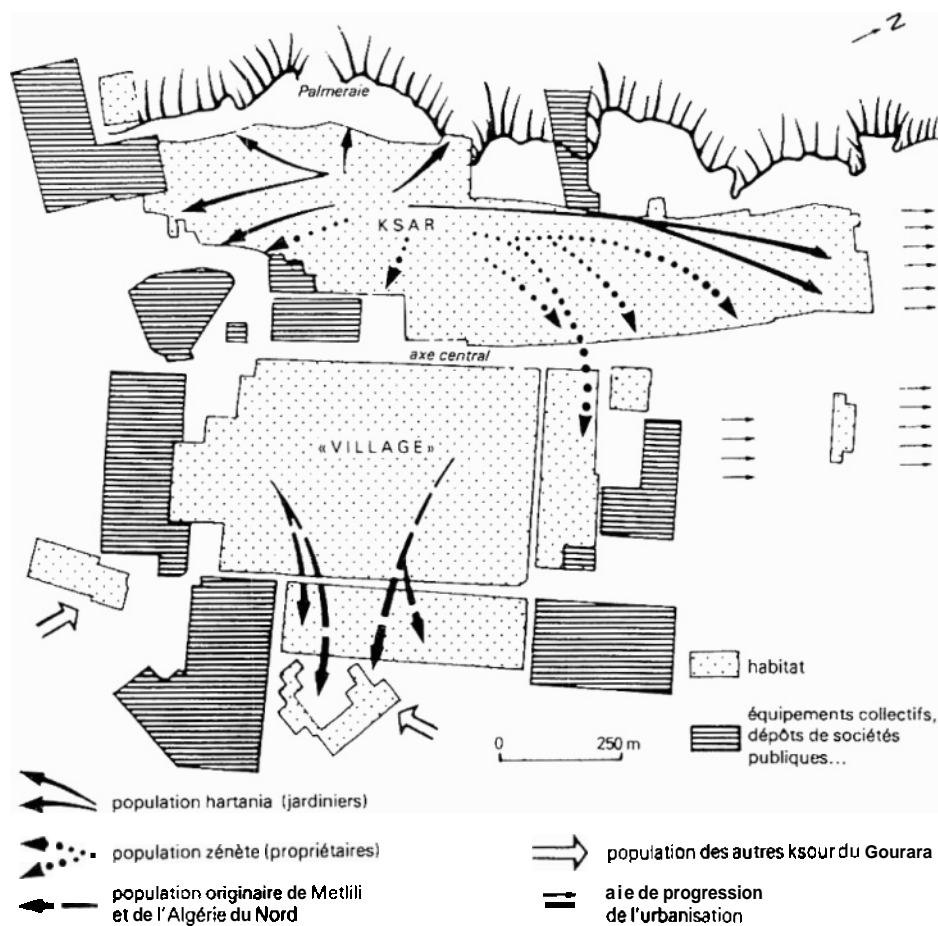 N
Palmeraie
KSAR
axe central
«VILLAGE»
habitat
équipements collectifs,
dépôts de sociétés
publiques...
0 250 m
population hartania (jardiniers)
population zénète (propriétaires)
population originaire de Metlili
et de l'Algérie du Nord
population des autres ksour du Gourara
aie de progression
de l'urbanisation